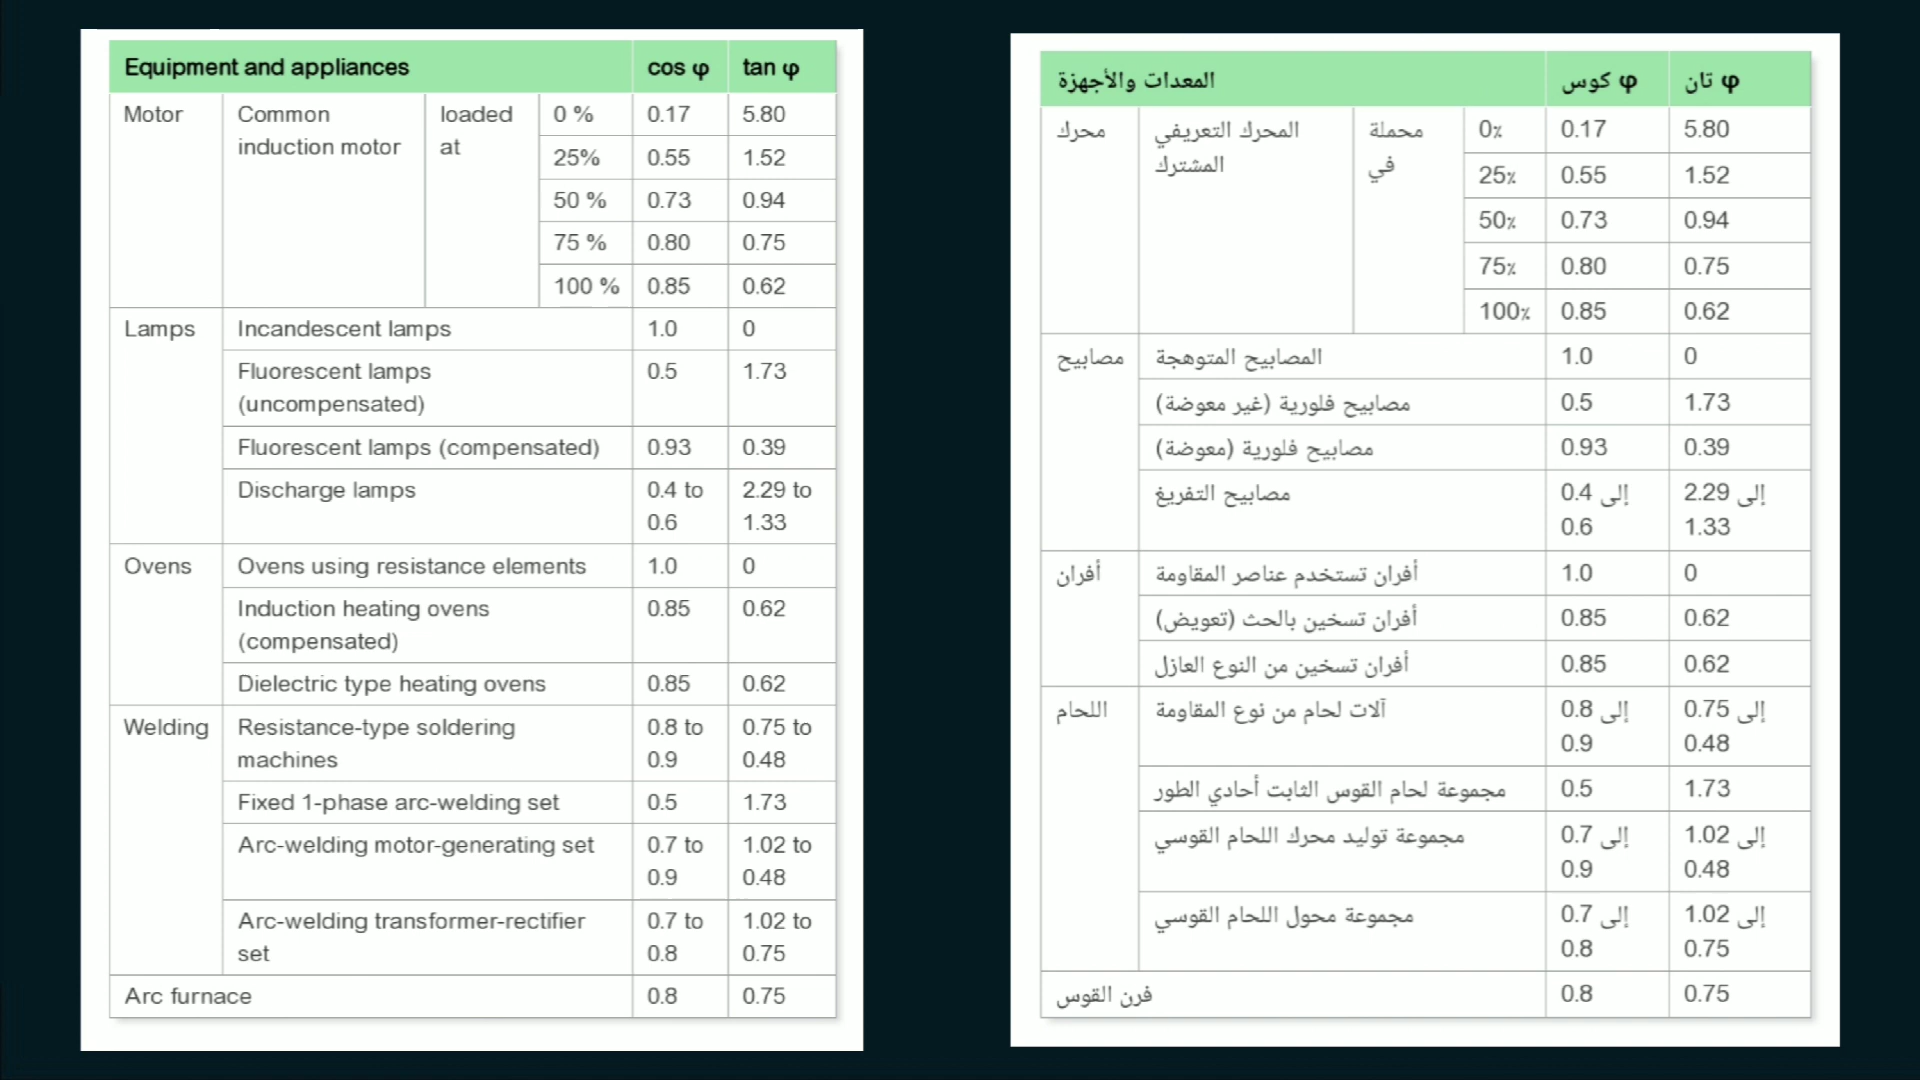 Equipment and appliances cos φ tan φ
Motor Common loaded 0 % 0.17 5.80
induction motor at
25% 0.55 1.52
50 % 0.73 0.94
75 % 0.80 0.75
100 % 0.85 0.62
Lamps Incandescent lamps 1.0 0
Fluorescent lamps 0.5 1.73
(uncompensated)
Fluorescent lamps (compensated) 0.93 0.39
Discharge lamps 0.4 to 2.29 to
0.6 1.33
Ovens Ovens using resistance elements 1.0 0
Induction heating ovens 0.85 0.62
(compensated)
Dielectric type heating ovens 0.85 0.62
Welding Resistance-type soldering 0.8 to 0.75 to
machines 0.9 0.48
Fixed 1-phase arc-welding set 0.5 1.73
Arc-welding motor-generating set 0.7 to 1.02 to
0.9 0.48
Arc-welding transformer-rectifier 0.7 to 1.02 to
set 0.8 0.75
Arc furnace 0.8 0.75
المعدات والأجهزة كوس φ تان φ
محرك المحرك التعريفي محملة 0٪ 0.17 5.80
المشترك في
25٪ 0.55 1.52
50٪ 0.73 0.94
75٪ 0.80 0.75
100٪ 0.85 0.62
مصابيح المصابيح المتوهجة 1.0 0
مصابيح فلورية (غير معوضة) 0.5 1.73
مصابيح فلورية (معوضة) 0.93 0.39
مصابيح التفريغ 0.4 إلى 2.29 إلى
0.6 1.33
أفران أفران تستخدم عناصر المقاومة 1.0 0
أفران تسخين بالحث (تعويض) 0.85 0.62
أفران تسخين من النوع العازل 0.85 0.62
اللحام آلات لحام من نوع المقاومة 0.8 إلى 0.75 إلى
0.9 0.48
مجموعة لحام القوس الثابت أحادي الطور 0.5 1.73
مجموعة توليد محرك اللحام القوسي 0.7 إلى 1.02 إلى
0.9 0.48
مجموعة محول اللحام القوسي 0.7 إلى 1.02 إلى
0.8 0.75
فرن القوس 0.8 0.75